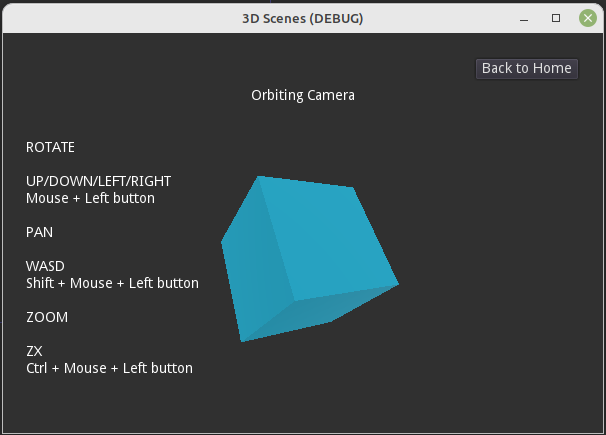 3D Scenes (DEBUG)
Back to Home
Orbiting Camera
ROTATE
UP/DOWN/LEFT/RIGHT
Mouse + Left button
PAN
WASD
Shift + Mouse + Left button
ZOOM
ZX
Ctrl + Mouse + Left button